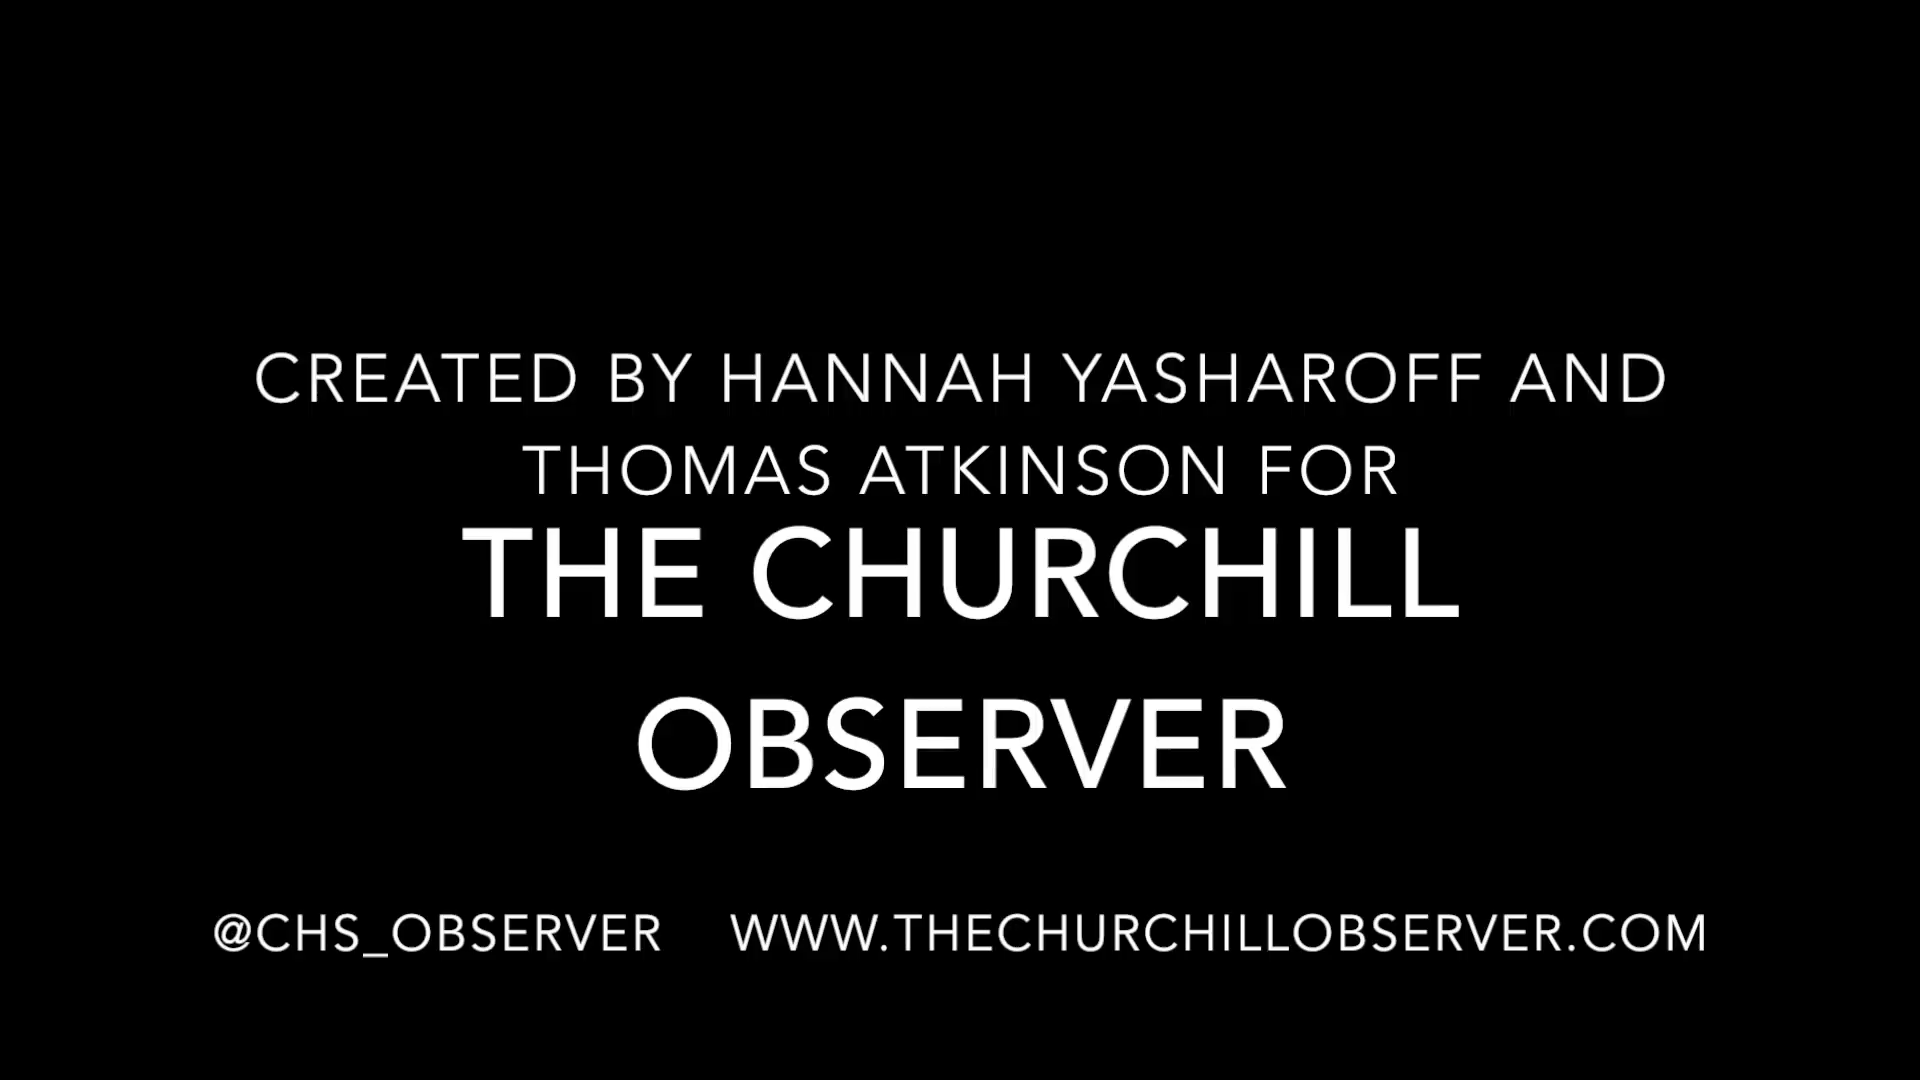 CREATED BY HANNAH YASHAROFF AND
THOMAS ATKINSON FOR
THE CHURCHILL
OBSERVER
@CHS_OBSERVER WWW.THECHURCHILLOBSERVER.COM